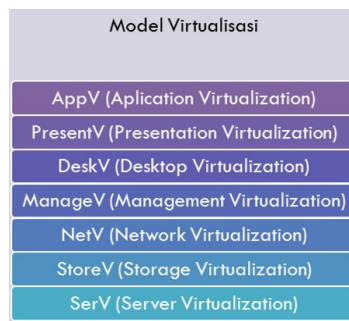 Model Virtualisasi
AppV (Aplication Virtualization)
PresentV (Presentation Virtualization)
DeskV (Desktop Virtualization)
ManageV (Management Virtualization)
NetV (Network Virtualization)
StoreV (Storage Virtualization)
SerV (Server Virtualization)